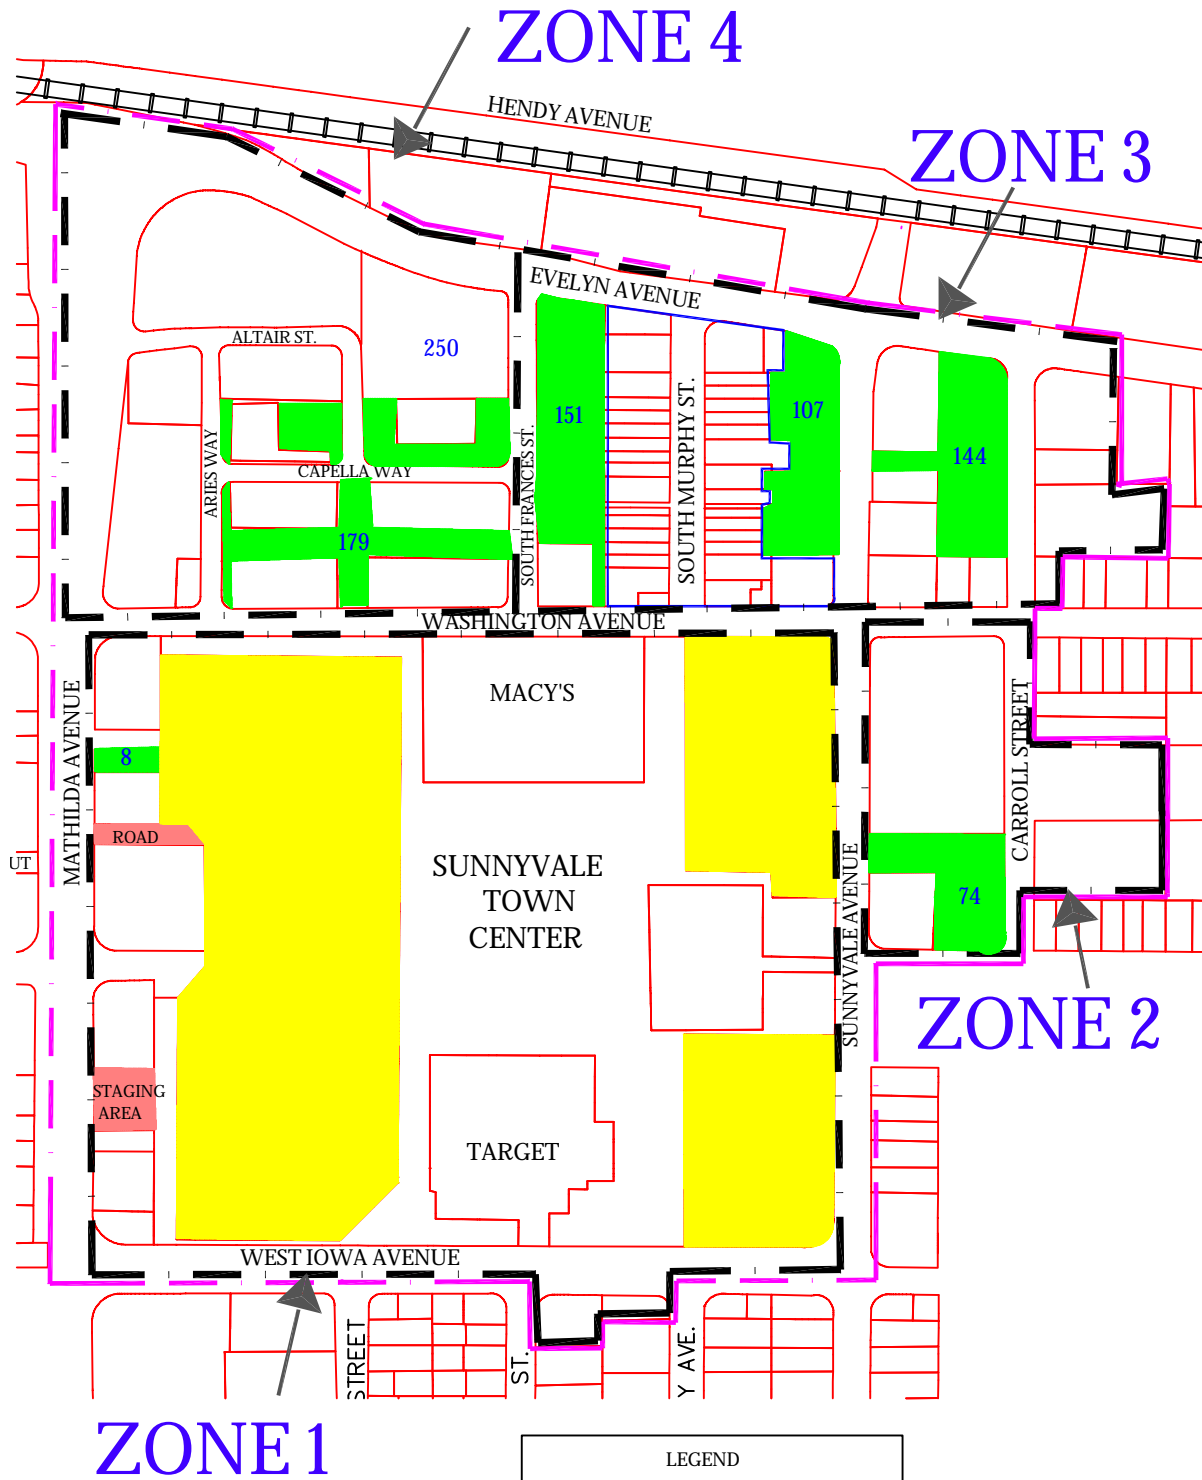 ZONE 4
HENDY AVENUE
ZONE 3
EVELYN AVENUE
ALTAIR ST.
250
151
107
144
SOUTH MURPHY ST.
SOUTH FRANCES ST.
ARIES WAY
CAPELLA WAY
179
WASHINGTON AVENUE
MACY'S
MATHILDA AVENUE
8
ROAD
UT
CARROLL STREET
SUNNYVALE
TOWN
CENTER
SUNNYVALE AVENUE
74
ZONE 2
STAGING
AREA
TARGET
WEST IOWA AVENUE
STREET
ST.
Y AVE.
ZONE 1
LEGEND